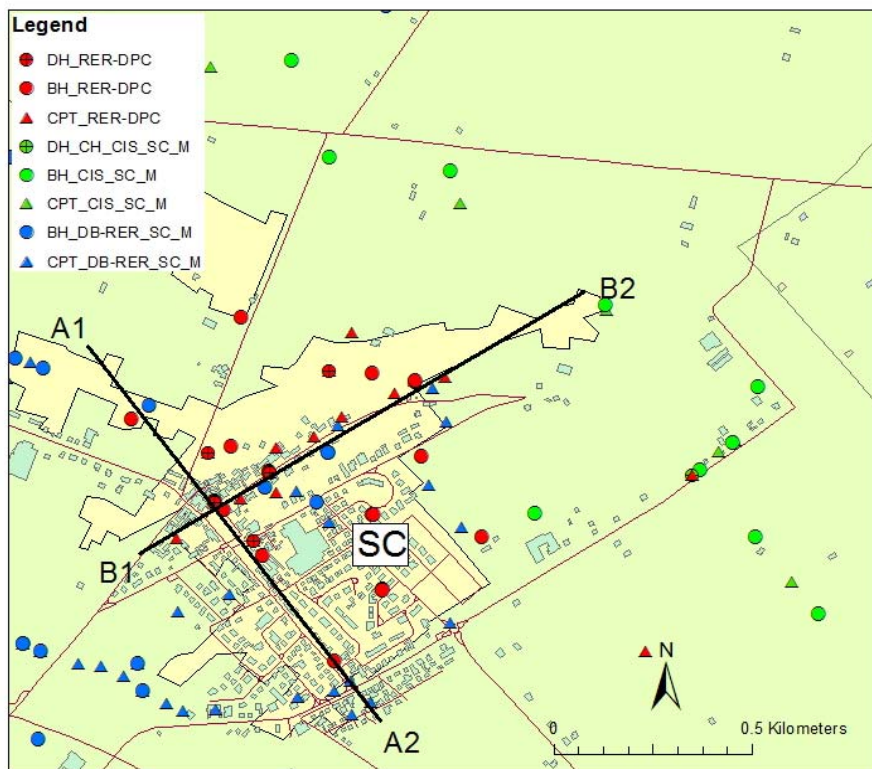 Legend
DH_RER-DPC
BH_RER-DPC
CPT_RER-DPC
DH_CH_CIS_SC_M
BH_CIS_SC_M
CPT_CIS_SC_M
BH_DB-RER_SC_M
CPT_DB-RER_SC_M
B2
A1
SC
B1
N
0 0.5 Kilometers
A2